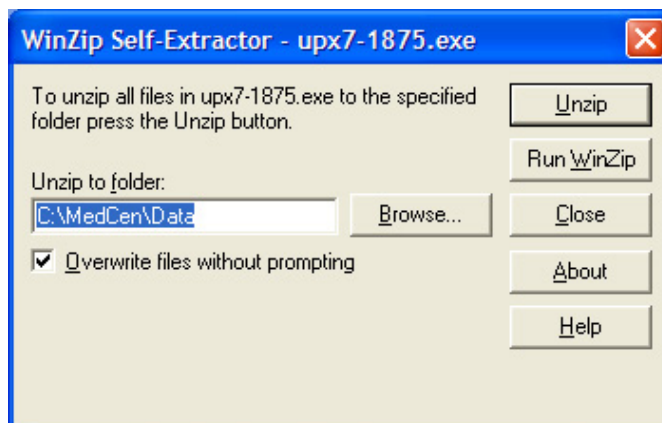 WinZip Self-Extractor - upx7-1875.exe
To unzip all files in upx7-1875.exe to the specified
folder press the Unzip button.
Unzip to folder:
C:\MedCen\Data
Browse...
Overwrite files without prompting
Unzip
Run WinZip
Close
About
Help